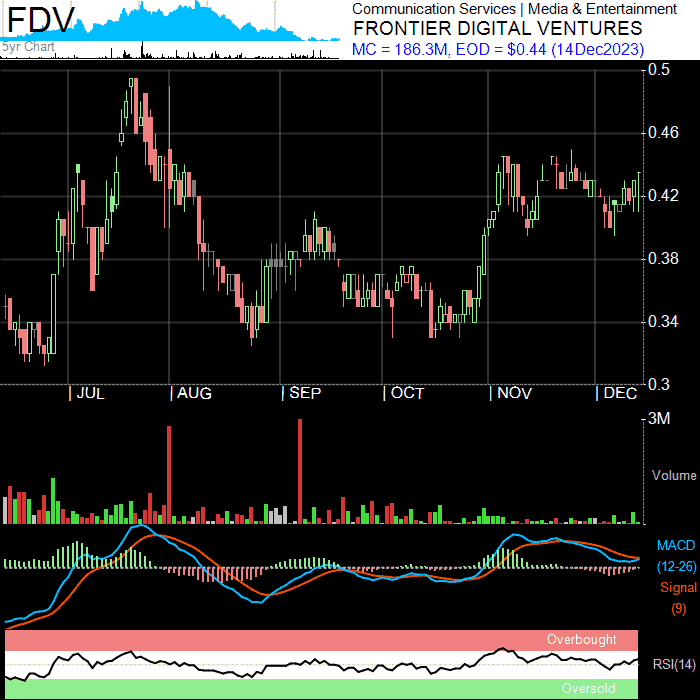 FDV
5yr Chart
Communication Services | Media & Entertainment
FRONTIER DIGITAL VENTURES
MC = 186.3M, EOD = $0.44 (14Dec2023)
0.5
0.46
0.42
0.38
0.34
0.3
| JUL | AUG | SEP | OCT | NOV | DEC
3M
Volume
MACD
(12-26)
Signal
(9)
Overbought
RSI(14)
Oversold